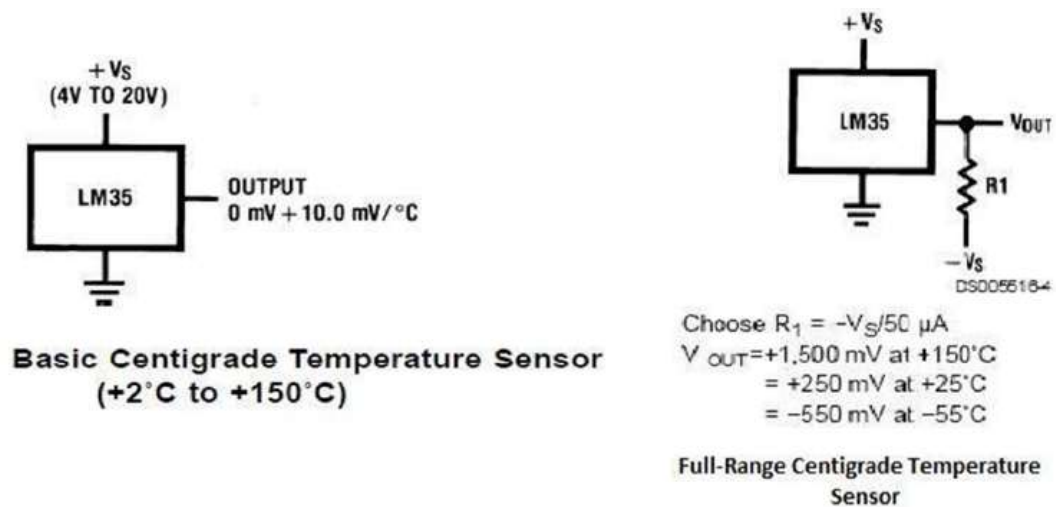 +VS
(4V TO 20V)
LM35
OUTPUT
0 mV + 10.0 mV/°C
Basic Centigrade Temperature Sensor
(+2°C to +150°C)
+VS
LM35
VOUT
R1
−VS
DS005516-4
Choose R1 = −VS/50 µA
V OUT=+1,500 mV at +150°C
= +250 mV at +25°C
= −550 mV at −55°C
Full-Range Centigrade Temperature
Sensor